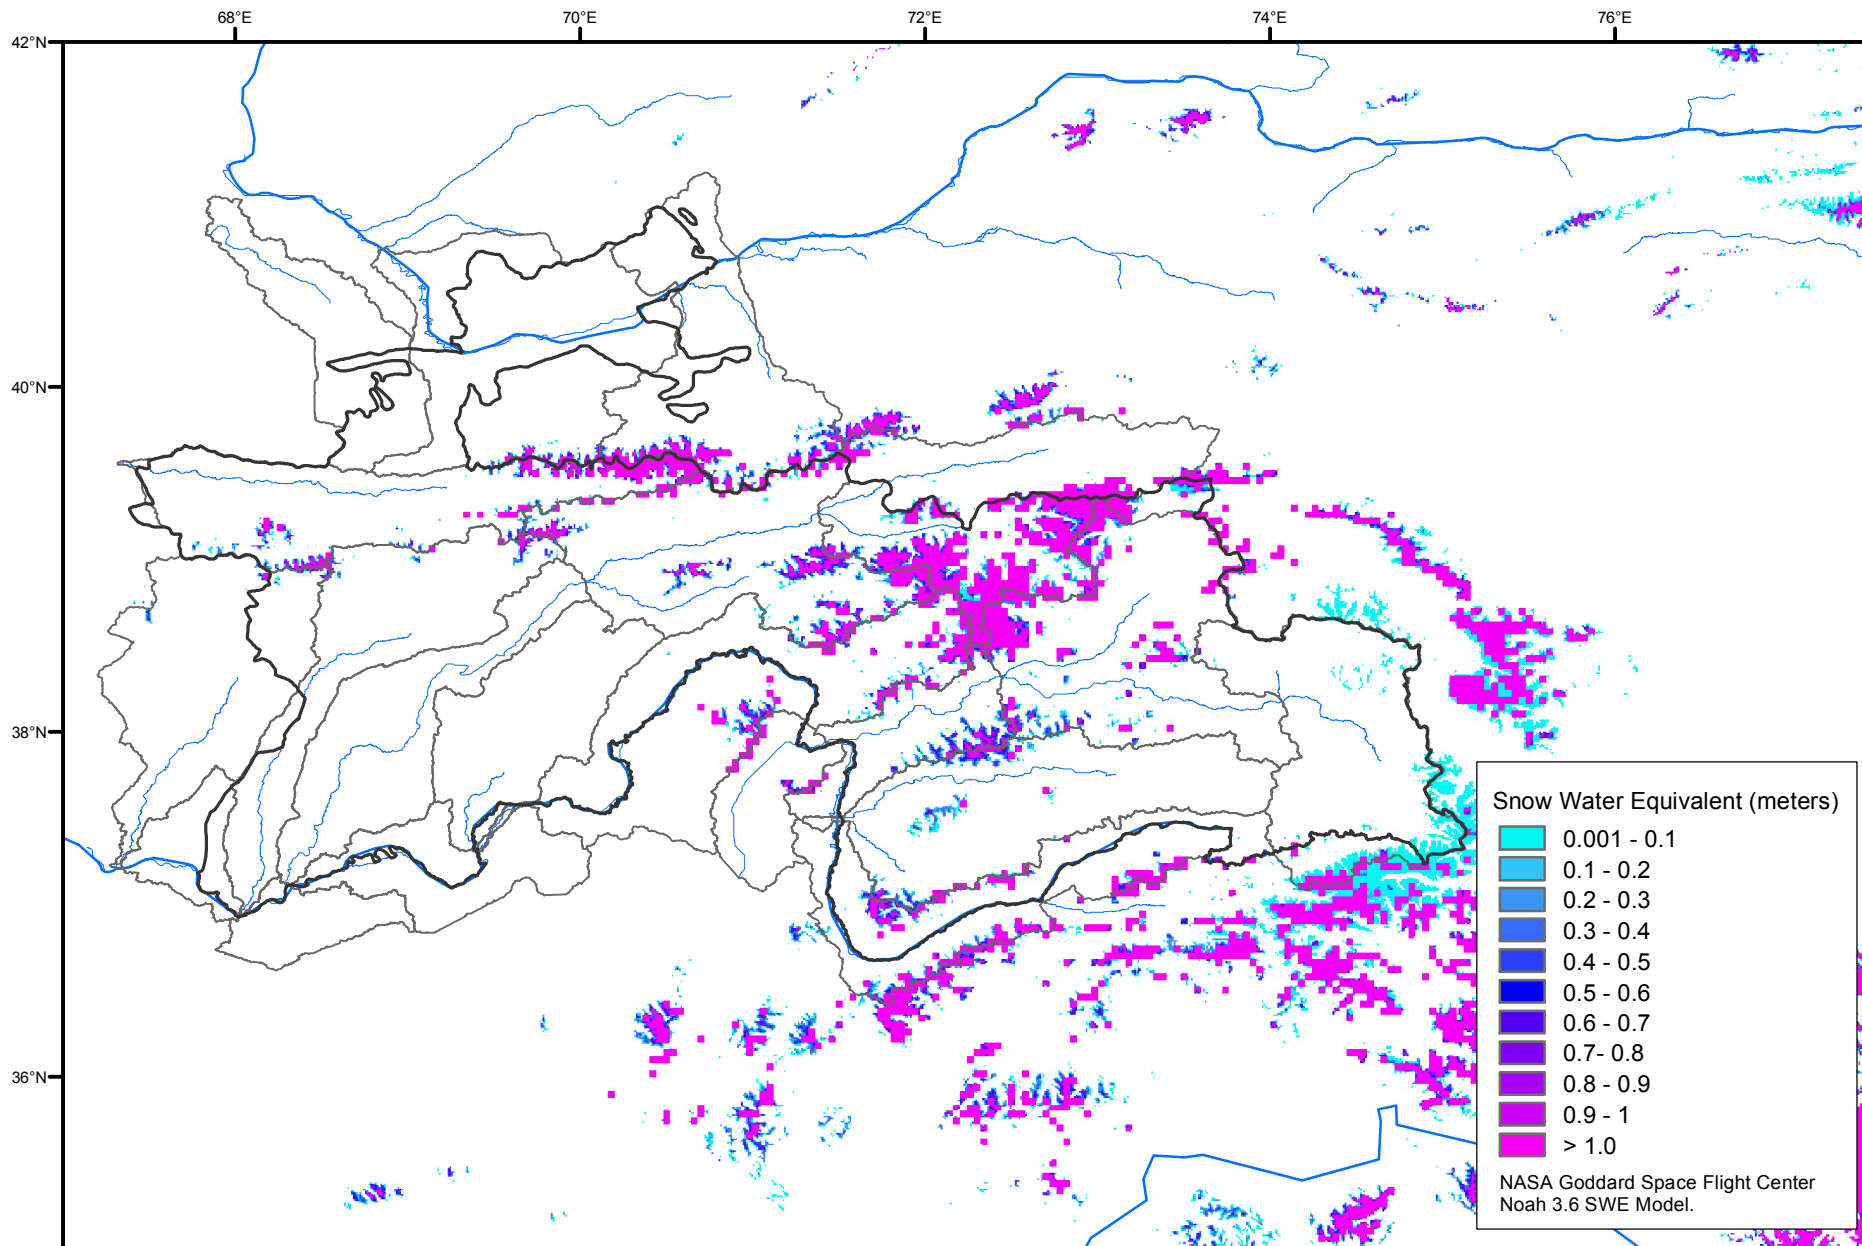 68°E 70°E 72°E 74°E 76°E
42°N
40°N
38°N
36°N
Snow Water Equivalent (meters)
0.001 - 0.1
0.1 - 0.2
0.2 - 0.3
0.3 - 0.4
0.4 - 0.5
0.5 - 0.6
0.6 - 0.7
0.7- 0.8
0.8 - 0.9
0.9 - 1
> 1.0
NASA Goddard Space Flight Center
Noah 3.6 SWE Model.